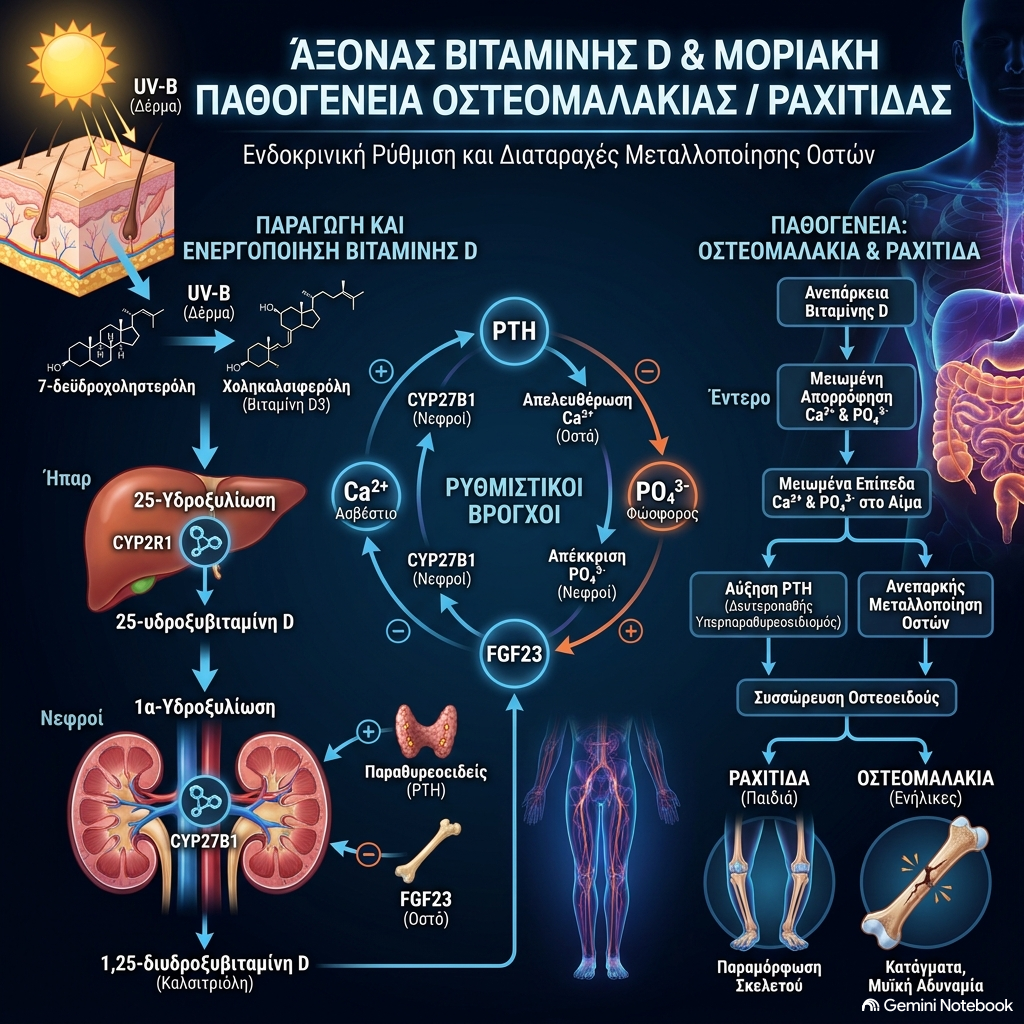 ΆΞΟΝΑΣ ΒΙΤΑΜΙΝΗΣ D & ΜΟΡΙΑΚΗ
ΠΑΘΟΓΕΝΕΙΑ ΟΣΤΕΟΜΑΛΑΚΙΑΣ / ΡΑΧΙΤΙΔΑΣ
Ενδοκρινική Ρύθμιση και Διαταραχές Μεταλλοποίησης Οστών
UV-B
(Δέρμα)
ΠΑΡΑΓΩΓΗ ΚΑΙ
ΕΝΕΡΓΟΠΟΙΗΣΗ ΒΙΤΑΜΙΝΗΣ D
UV-B
(Δέρμα)
HO
H
H
HO
HO
7-δεϋδροχοληστερόλη
Χοληκαλσιφερόλη
(Βιταμίνη D3)
Ήπαρ
25-Υδροξυλίωση
CYP2R1
25-υδροξυβιταμίνη D
Νεφροί
1α-Υδροξυλίωση
CYP27B1
+
Παραθυρεοειδείς
(PTH)
−
FGF23
(Οστό)
1,25-διυδροξυβιταμίνη D
(Καλσιτριόλη)
PTH
+
−
CYP27B1
(Νεφροί)
Απελευθέρωση
Ca²⁺
(Οστά)
Ca²⁺
Ασβέστιο
ΡΥΘΜΙΣΤΙΚΟΙ
ΒΡΟΓΧΟΙ
PO₄³⁻
Φώοφορος
CYP27B1
(Νεφροί)
Απέκκριση
PO₄³⁻
(Νεφροί)
−
+
FGF23
ΠΑΘΟΓΕΝΕΙΑ:
ΟΣΤΕΟΜΑΛΑΚΙΑ & ΡΑΧΙΤΙΔΑ
Ανεπάρκεια
Βιταμίνης D
Έντερο
Μειωμένη
Απορρόφηση
Ca²⁺ & PO₄³⁻
Μειωμένα Επίπεδα
Ca²⁺ & PO₄³⁻ στο Αίμα
Αύξηση PTH
(Δευτεροπαθής
Υπερπαραθυρεοειδισμός)
Ανεπαρκής
Μεταλλοποίηση
Οστών
Συσσώρευση Οστεοειδούς
ΡΑΧΙΤΙΔΑ
(Παιδιά)
ΟΣΤΕΟΜΑΛΑΚΙΑ
(Ενήλικες)
Παραμόρφωση
Σκελετού
Κατάγματα,
Μυϊκή Αδυναμία
Gemini Notebook